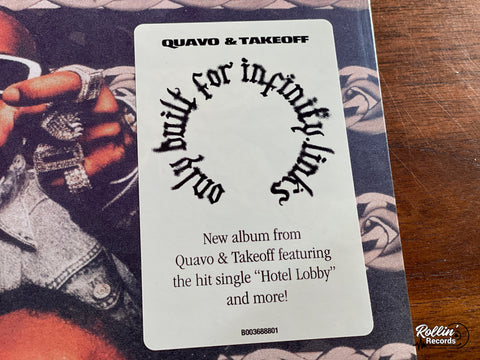 QUAVO & TAKEOFF
only built for infinity links
New album from
Quavo & Takeoff featuring
the hit single “Hotel Lobby”
and more!
B003688801
Rollin'
Records